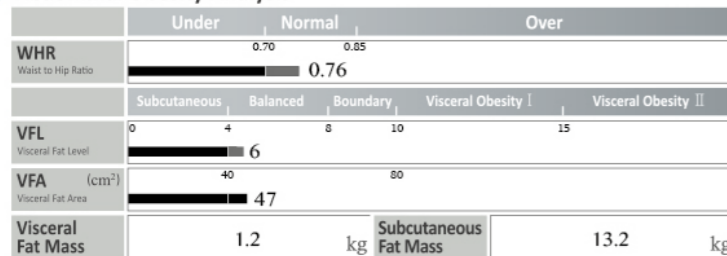 Under Normal Over
WHR
Waist to Hip Ratio
0.70 0.85
0.76
Subcutaneous Balanced Boundary Visceral Obesity I Visceral Obesity II
VFL
Visceral Fat Level
0 4 8 10 15
6
VFA (cm²)
Visceral Fat Area
40 80
47
Visceral
Fat Mass
1.2 kg
Subcutaneous
Fat Mass
13.2 kg